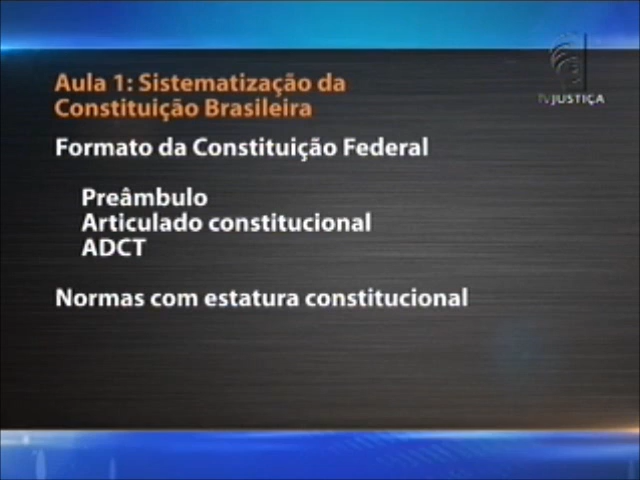 TVJUSTIÇA
Aula 1: Sistematização da
Constituição Brasileira
Formato da Constituição Federal
Preâmbulo
Articulado constitucional
ADCT
Normas com estatura constitucional